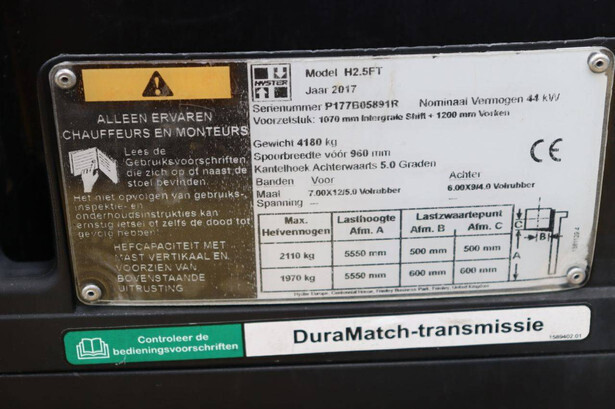 ALLEEN ERVAREN
CHAUFFEURS EN MONTEURS
Lees de
Gebruiksvoorschriften,
die zich op of naast de
stoel bevinden.
Het niet opvolgen van gebruiks-,
inspektie- en
onderhoudsinstrukties kan
ernstig letsel of zelfs de dood tot
gevolg hebben
HEFCAPACITEIT MET
MAST VERTIKAAL EN
VOORZIEN VAN
BOVENSTAANDE
UITRUSTING
HYSTER
Model H2.5FT
Jaar 2017
Serienummer P177B05891R Nominaal Vermogen 44 kW
Voorzetstuk: 1070 mm Intergrale Shift + 1200 mm Vorken
Gewicht 4180 kg
Spoorbreedte vóór 960 mm
Kantelhoek Achterwaarts 5.0 Graden
Banden Voor Achter
Maat 7.00X12/5.0 Volrubber 6.00X9/4.0 Volrubber
Spanning ---
Max. Hefvermogen Lasthoogte Afm. A Lastzwaartepunt Afm. B Afm. C
2110 kg 5550 mm 500 mm 500 mm
1970 kg 5550 mm 600 mm 600 mm
C
B
A
CE
Controleer de
bedieningsvoorschriften
DuraMatch-transmissie